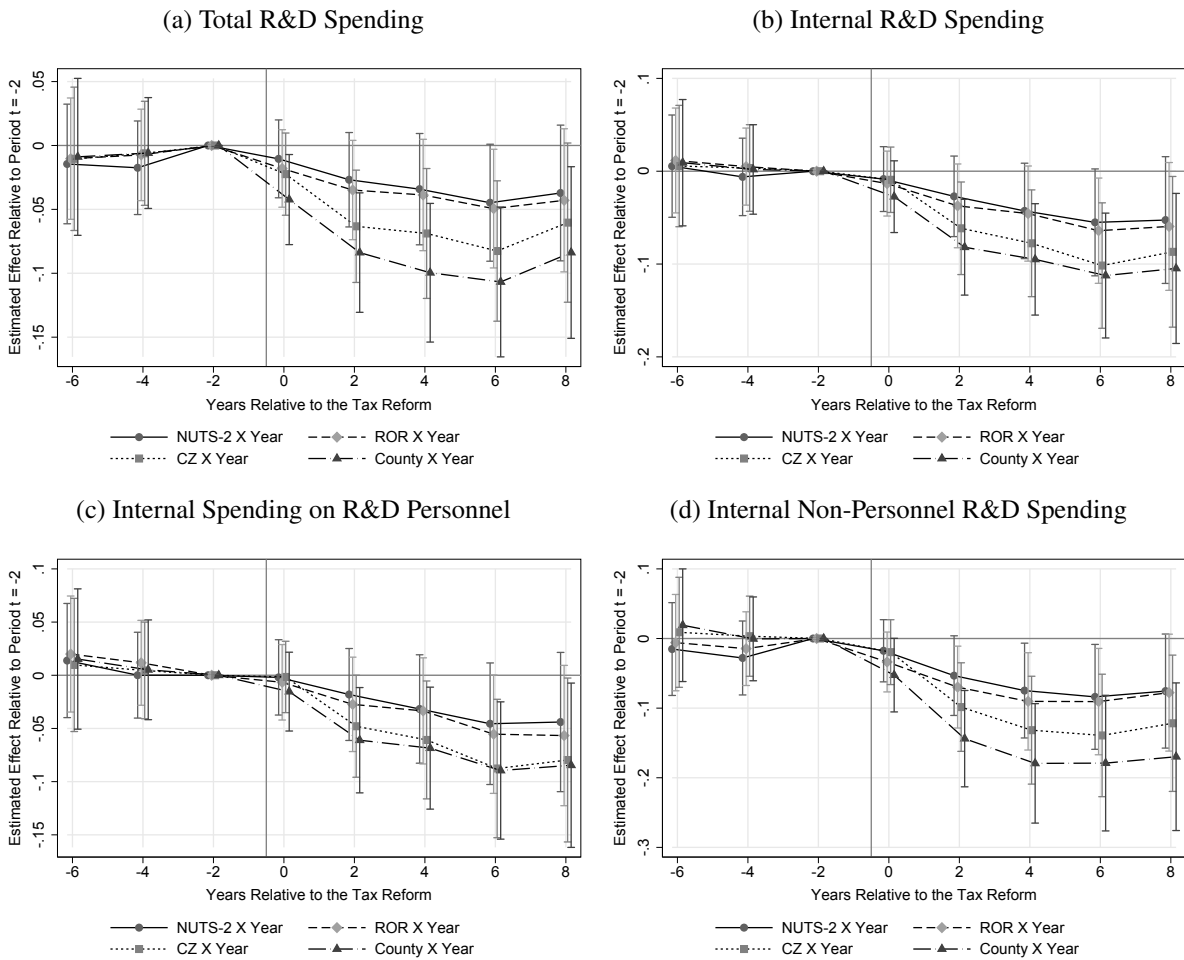 (a) Total R&D Spending
Estimated Effect Relative to Period t = -2
.05
0
-.05
-.1
-.15
-6 -4 -2 0 2 4 6 8
Years Relative to the Tax Reform
NUTS-2 X Year ROR X Year
CZ X Year County X Year
(b) Internal R&D Spending
Estimated Effect Relative to Period t = -2
.1
0
-.1
-.2
-6 -4 -2 0 2 4 6 8
Years Relative to the Tax Reform
NUTS-2 X Year ROR X Year
CZ X Year County X Year
(c) Internal Spending on R&D Personnel
Estimated Effect Relative to Period t = -2
.1
.05
0
-.05
-.1
-.15
-6 -4 -2 0 2 4 6 8
Years Relative to the Tax Reform
NUTS-2 X Year ROR X Year
CZ X Year County X Year
(d) Internal Non-Personnel R&D Spending
Estimated Effect Relative to Period t = -2
.1
0
-.1
-.2
-.3
-6 -4 -2 0 2 4 6 8
Years Relative to the Tax Reform
NUTS-2 X Year ROR X Year
CZ X Year County X Year